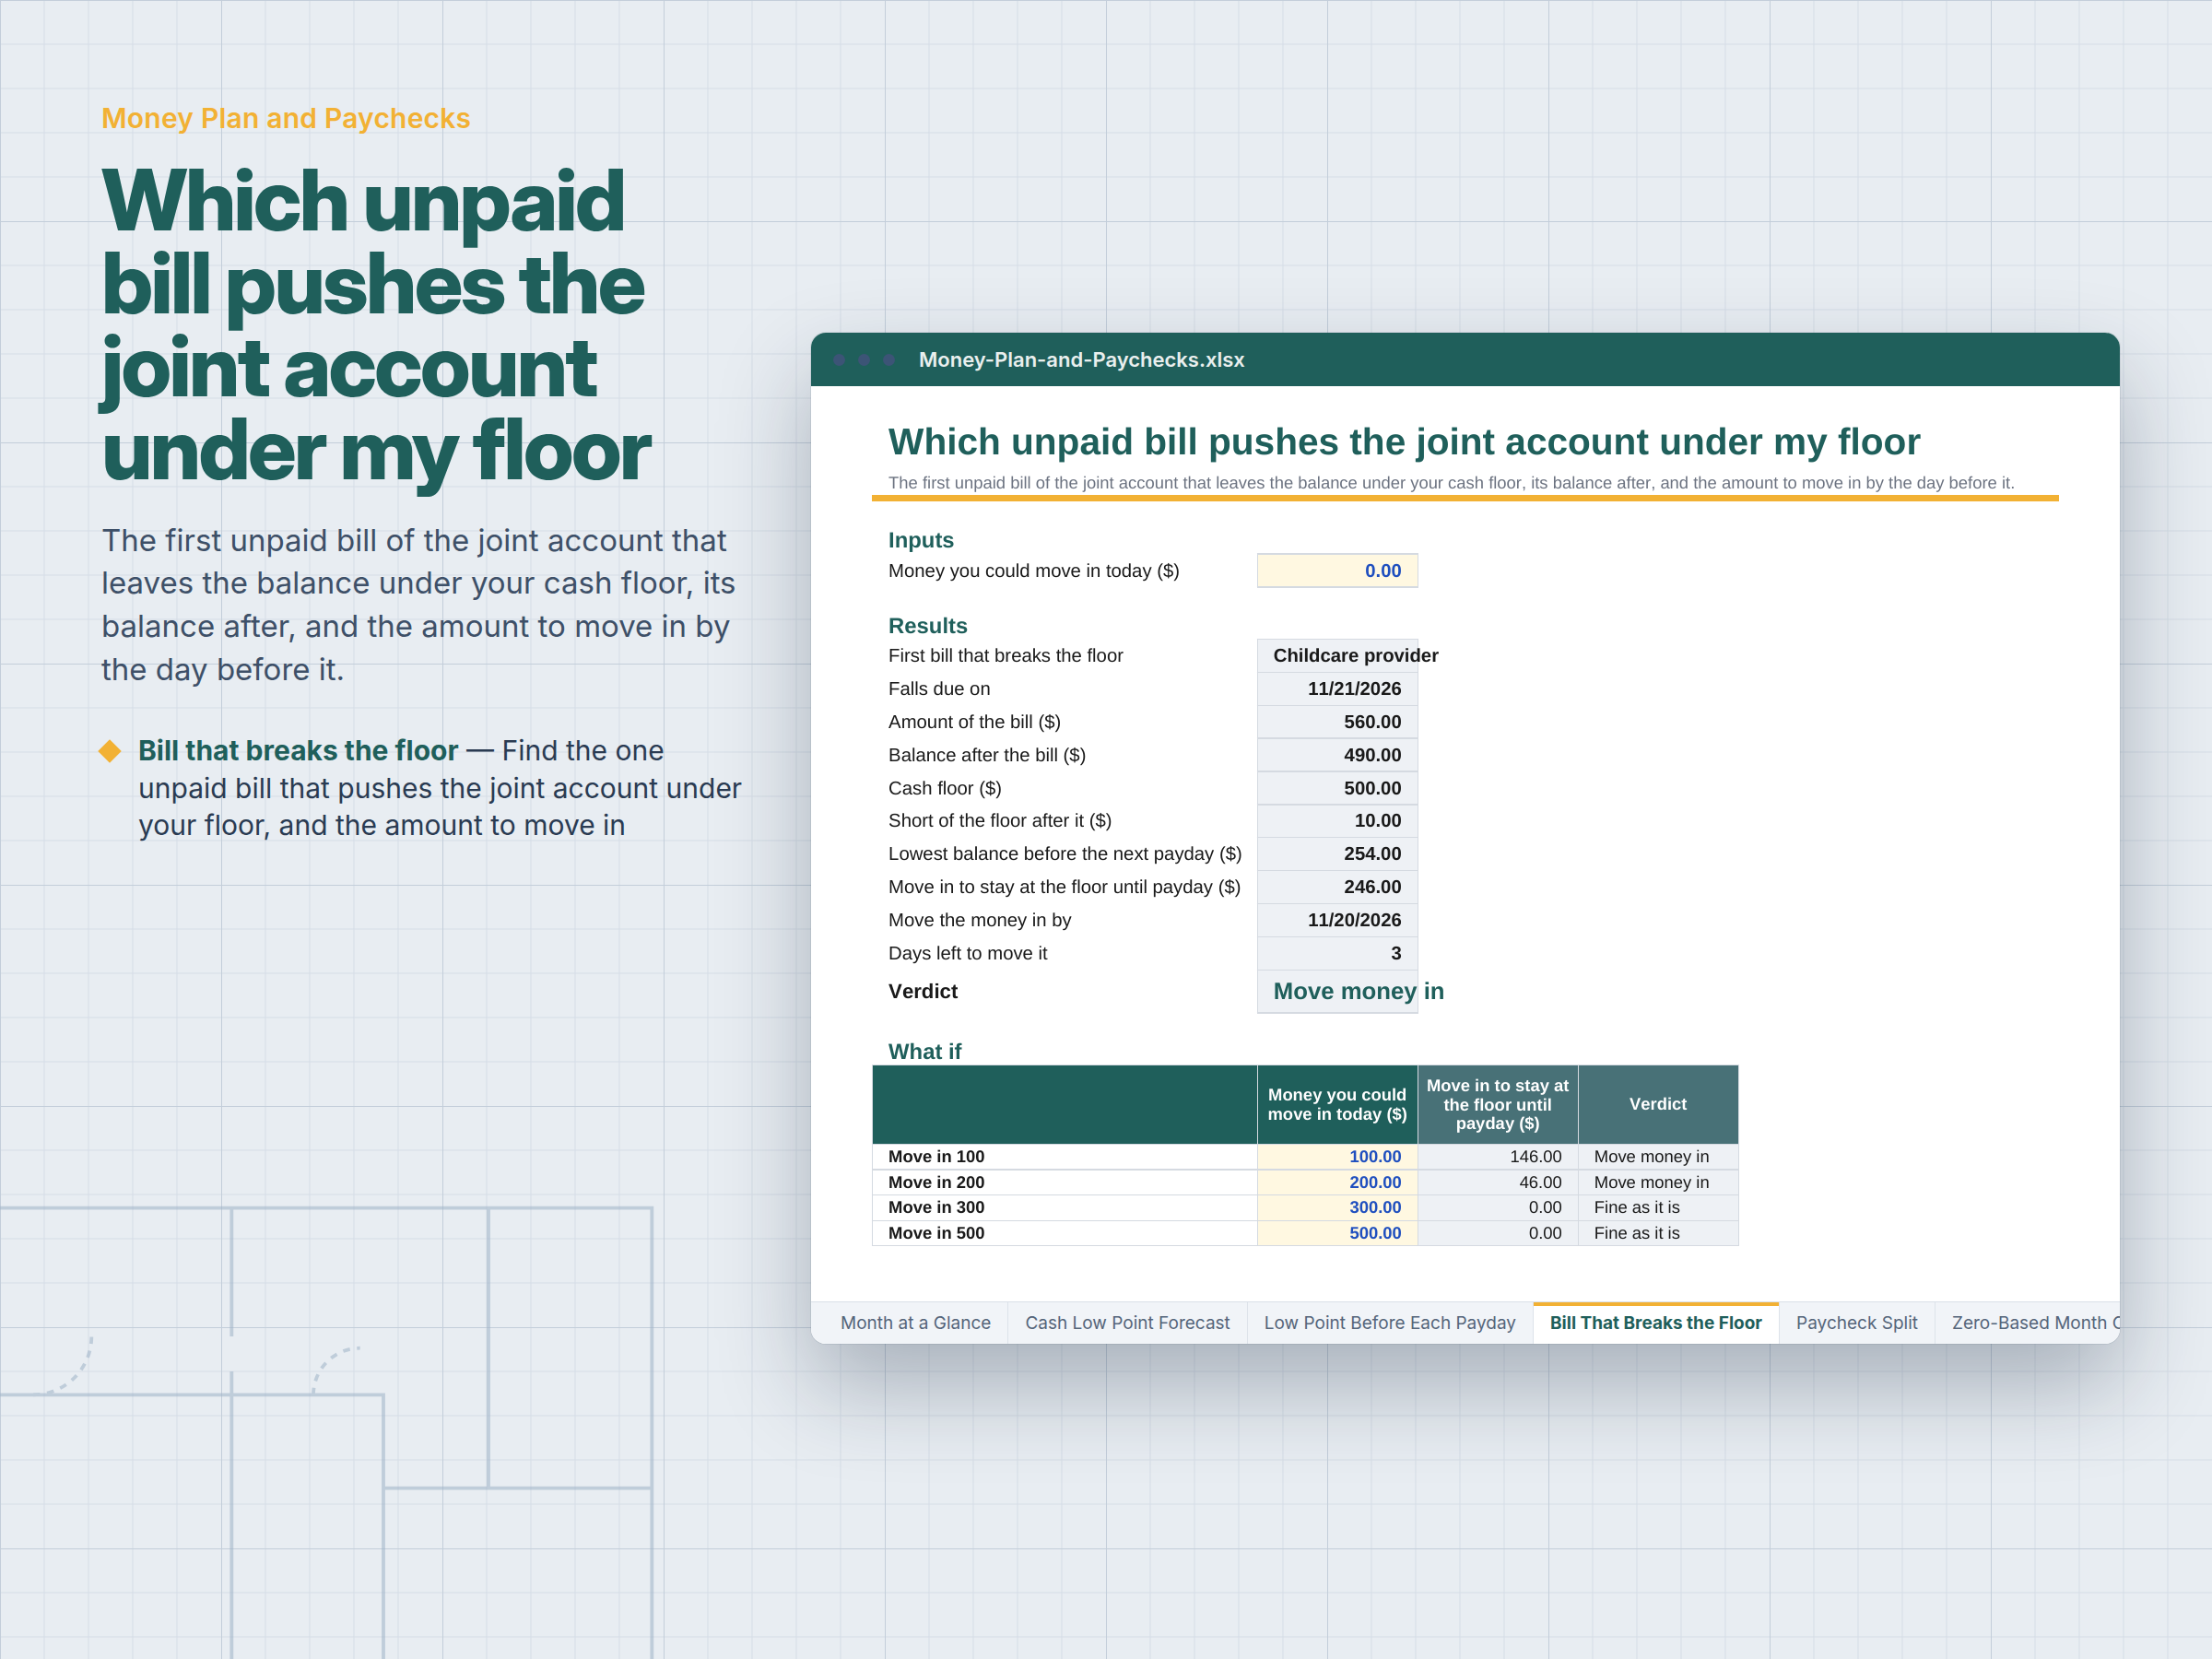 Money Plan and Paychecks
Which unpaid
bill pushes the
joint account
under my floor
The first unpaid bill of the joint account that
leaves the balance under your cash floor, its
balance after, and the amount to move in by
the day before it.
Bill that breaks the floor — Find the one
unpaid bill that pushes the joint account under
your floor, and the amount to move in
Money-Plan-and-Paychecks.xlsx
Which unpaid bill pushes the joint account under my floor
The first unpaid bill of the joint account that leaves the balance under your cash floor, its balance after, and the amount to move in by the day before it.
Inputs
Money you could move in today ($) 0.00
Results
First bill that breaks the floor Childcare provider
Falls due on 11/21/2026
Amount of the bill ($) 560.00
Balance after the bill ($) 490.00
Cash floor ($) 500.00
Short of the floor after it ($) 10.00
Lowest balance before the next payday ($) 254.00
Move in to stay at the floor until payday ($) 246.00
Move the money in by 11/20/2026
Days left to move it 3
Verdict Move money in
What if
Money you could move in today ($) Move in to stay at the floor until payday ($) Verdict
Move in 100 100.00 146.00 Move money in
Move in 200 200.00 46.00 Move money in
Move in 300 300.00 0.00 Fine as it is
Move in 500 500.00 0.00 Fine as it is
Month at a Glance Cash Low Point Forecast Low Point Before Each Payday Bill That Breaks the Floor Paycheck Split Zero-Based Month